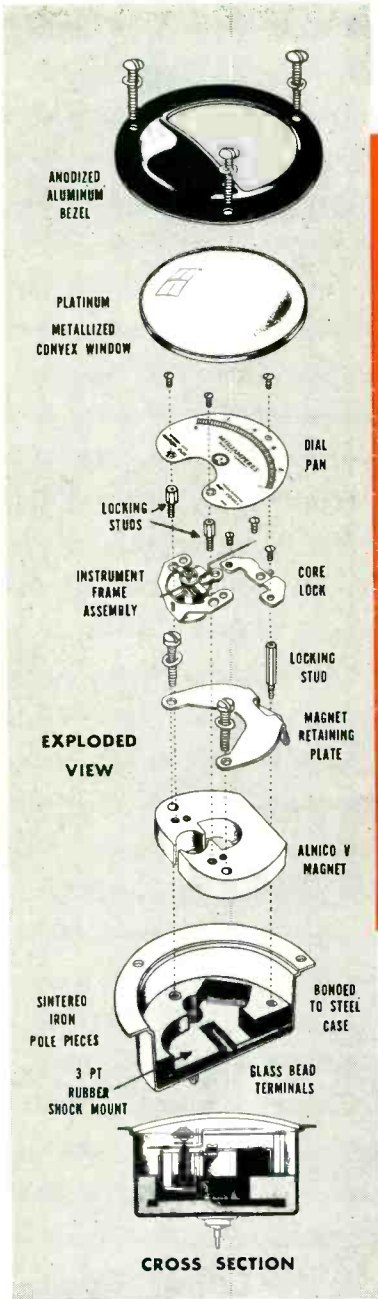 ANODIZED
ALUMINUM
BEZEL
PLATINUM
METALLIZED
CONVEX WINDOW
DIAL
PAN
LOCKING
STUDS
INSTRUMENT
FRAME
ASSEMBLY
CORE
LOCK
LOCKING
STUD
MAGNET
RETAINING
PLATE
EXPLODED
VIEW
ALNICO V
MAGNET
SINTERED
IRON
POLE PIECES
BONDED
TO STEEL
CASE
3 PT
RUBBER
SHOCK MOUNT
GLASS BEAD
TERMINALS
CROSS SECTION